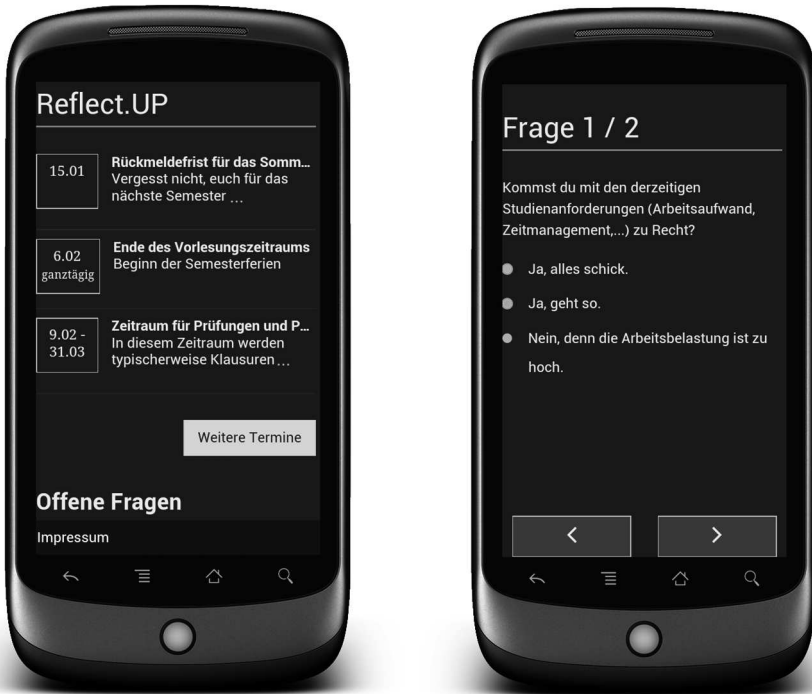 Reflect.UP
15.01
Rückmeldefrist für das Somm...
Vergesst nicht, euch für das
nächste Semester ...
6.02
ganztägig
Ende des Vorlesungszeitraums
Beginn der Semesterferien
9.02 -
31.03
Zeitraum für Prüfungen und P...
In diesem Zeitraum werden
typischerweise Klausuren ...
Weitere Termine
Offene Fragen
Impressum
Frage 1 / 2
Kommst du mit den derzeitigen
Studienanforderungen (Arbeitsaufwand,
Zeitmanagement,...) zu Recht?
Ja, alles schick.
Ja, geht so.
Nein, denn die Arbeitsbelastung ist zu
hoch.